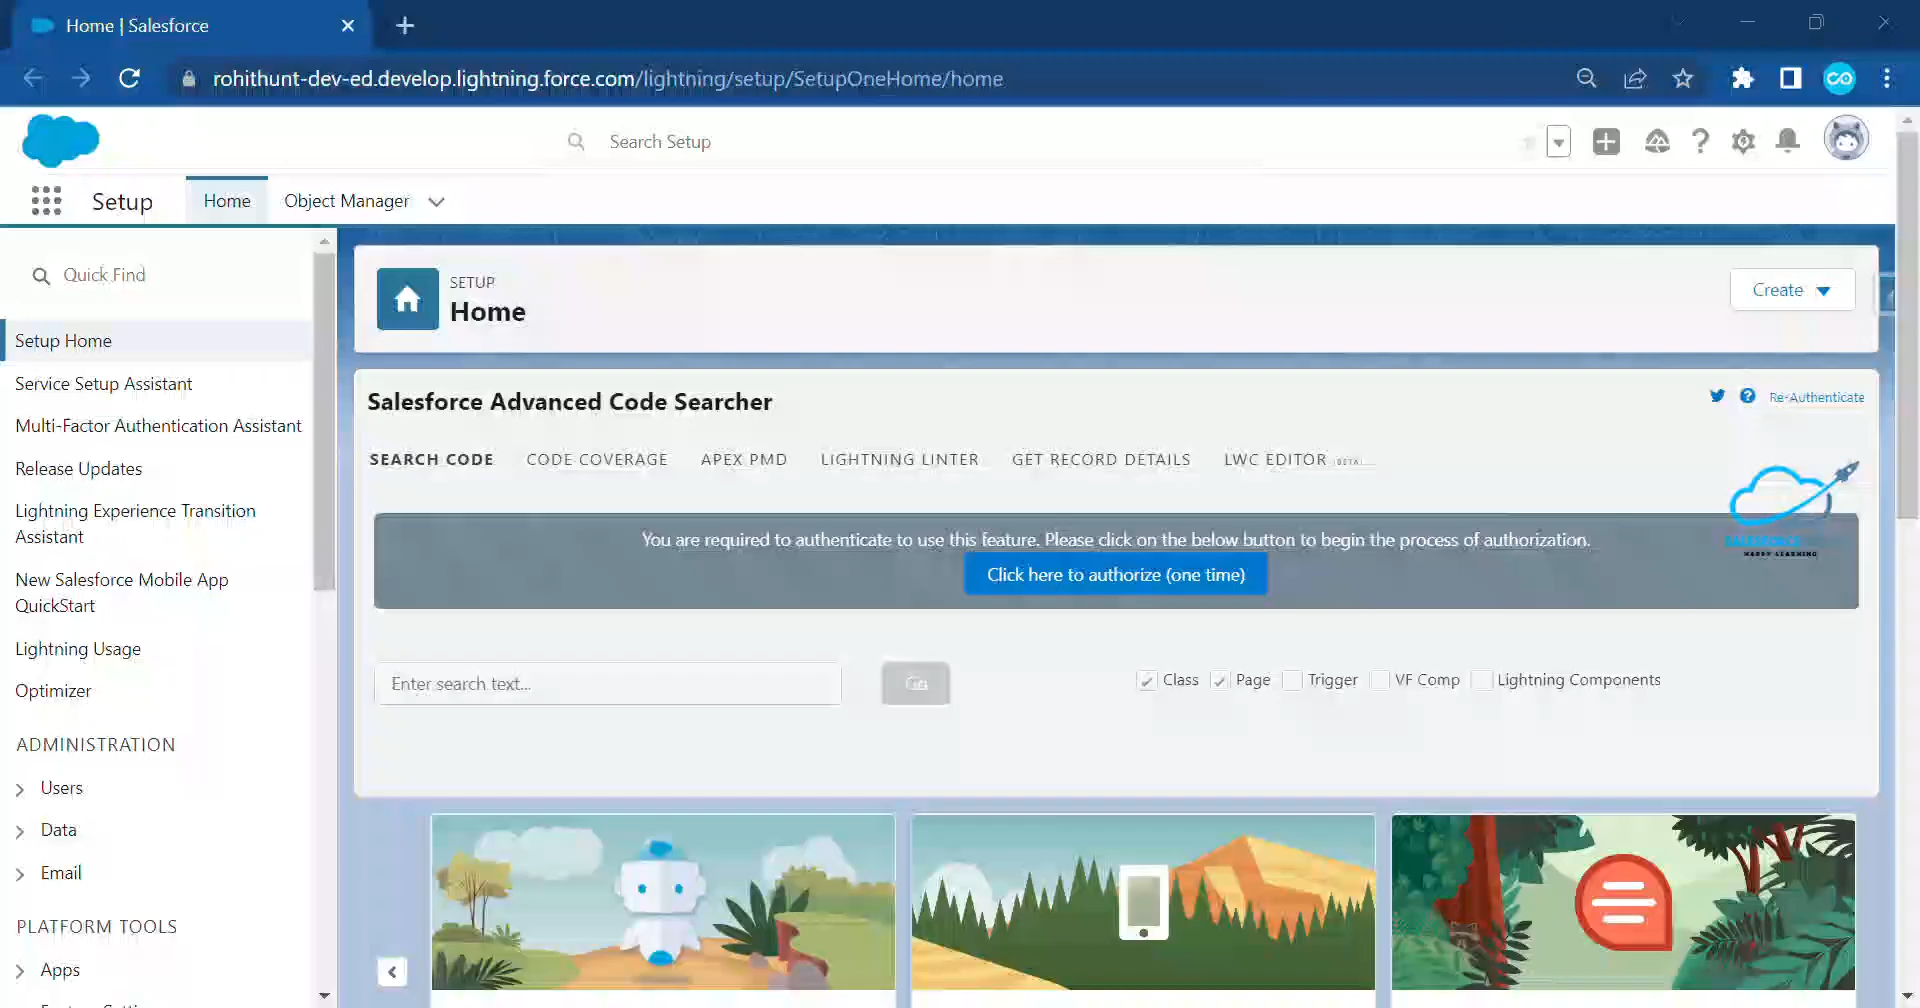 Home | Salesforce
rohithunt-dev-ed.develop.lightning.force.com/lightning/setup/SetupOneHome/home
Search Setup
Setup
Home
Object Manager
Quick Find
Setup Home
Service Setup Assistant
Multi-Factor Authentication Assistant
Release Updates
Lightning Experience Transition
Assistant
New Salesforce Mobile App
QuickStart
Lightning Usage
Optimizer
ADMINISTRATION
Users
Data
Email
PLATFORM TOOLS
Apps
SETUP
Home
Create
Salesforce Advanced Code Searcher
Re-Authenticate
SEARCH CODE CODE COVERAGE APEX PMD LIGHTNING LINTER GET RECORD DETAILS LWC EDITOR (BETA)
HAPPY LEARNING
You are required to authenticate to use this feature. Please click on the below button to begin the process of authorization.
Click here to authorize (one time)
Enter search text...
Go
Class Page Trigger VF Comp Lightning Components